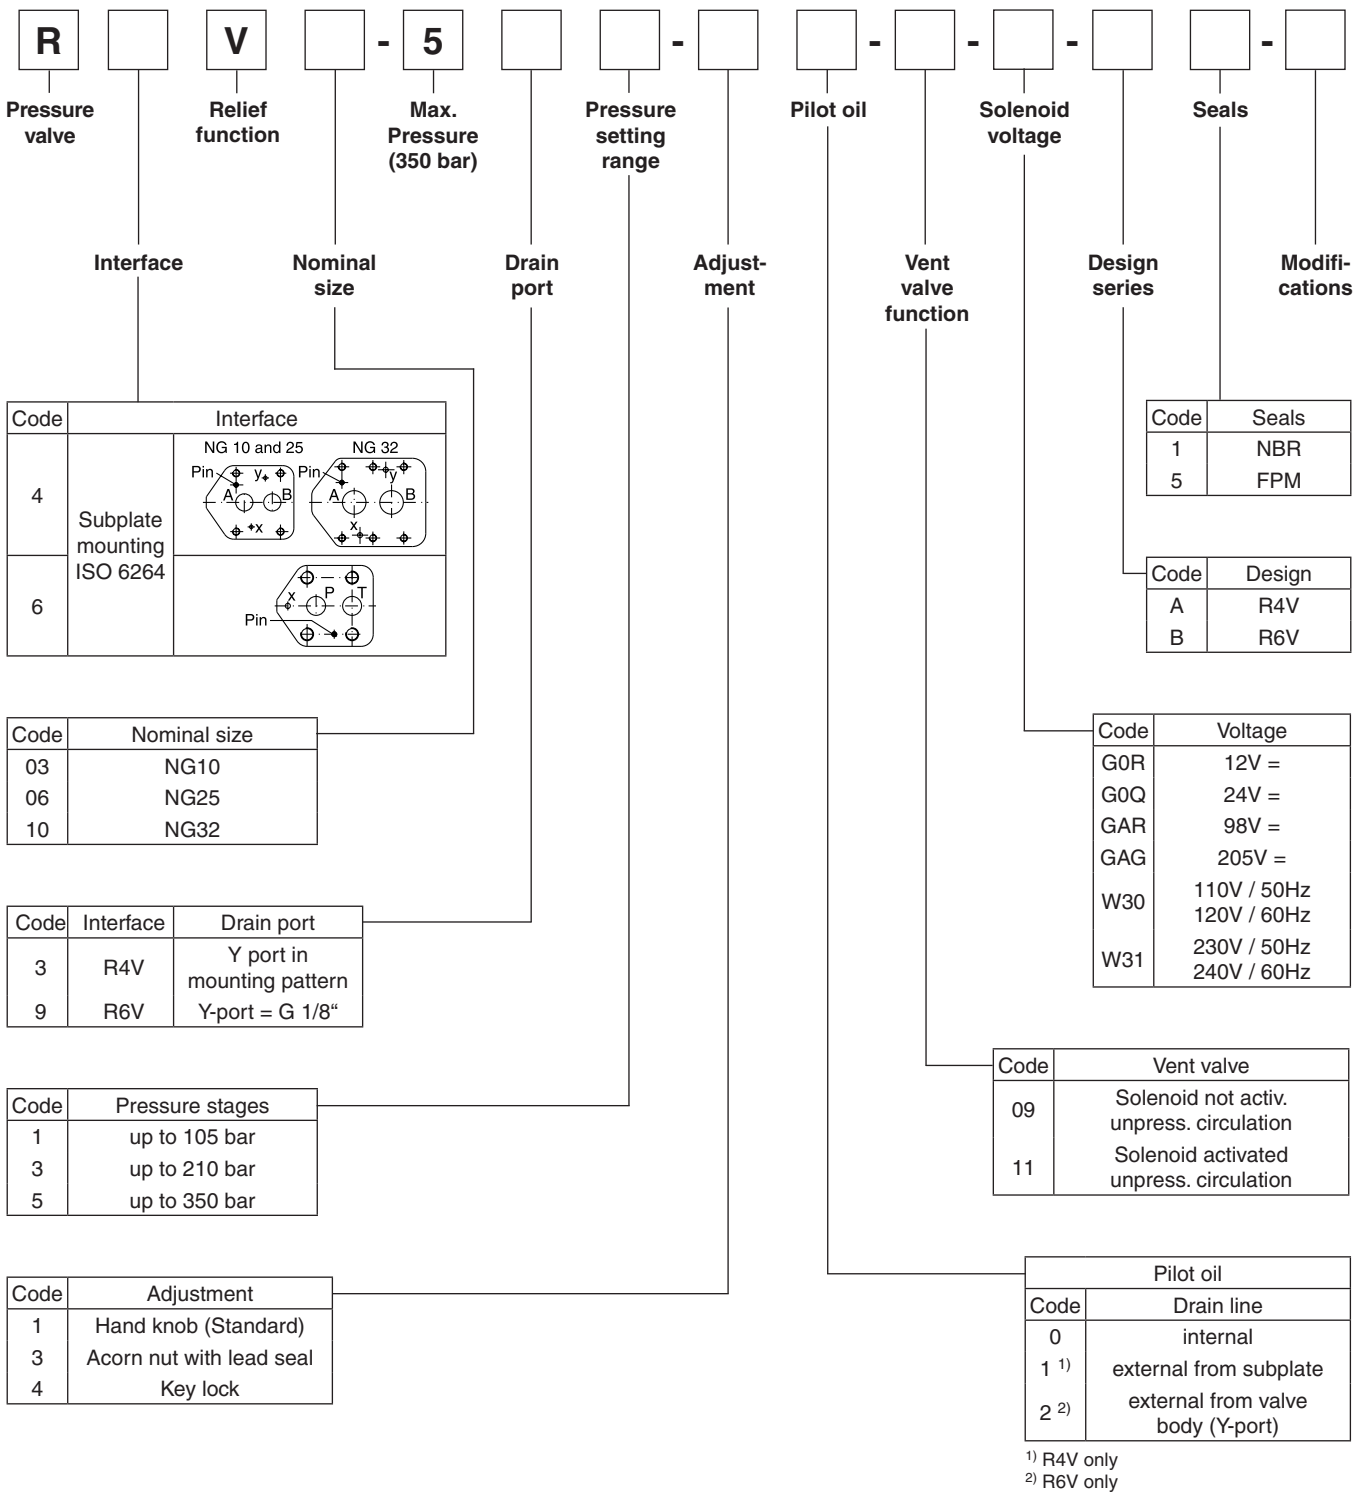 R V - 5 - - - - -
Pressure
valve
Relief
function
Max.
Pressure
(350 bar)
Pressure
setting
range
Pilot oil
Solenoid
voltage
Seals
Interface
Nominal
size
Drain
port
Adjust-
ment
Vent
valve
function
Design
series
Modifi-
cations
Code Interface
4
6
Subplate
mounting
ISO 6264
NG 10 and 25
Pin y A B x
NG 32
Pin y A B x
x P T
Pin
Code Seals
1 NBR
5 FPM
Code Design
A R4V
B R6V
Code Nominal size
03 NG10
06 NG25
10 NG32
Code Voltage
G0R 12V =
G0Q 24V =
GAR 98V =
GAG 205V =
W30 110V / 50Hz
120V / 60Hz
W31 230V / 50Hz
240V / 60Hz
Code Interface Drain port
3 R4V Y port in
mounting pattern
9 R6V Y-port = G 1/8“
Code Vent valve
09 Solenoid not activ.
unpress. circulation
11 Solenoid activated
unpress. circulation
Code Pressure stages
1 up to 105 bar
3 up to 210 bar
5 up to 350 bar
Code Adjustment
1 Hand knob (Standard)
3 Acorn nut with lead seal
4 Key lock
Pilot oil
Code Drain line
0 internal
1 1) external from subplate
2 2) external from valve
body (Y-port)
1) R4V only
2) R6V only